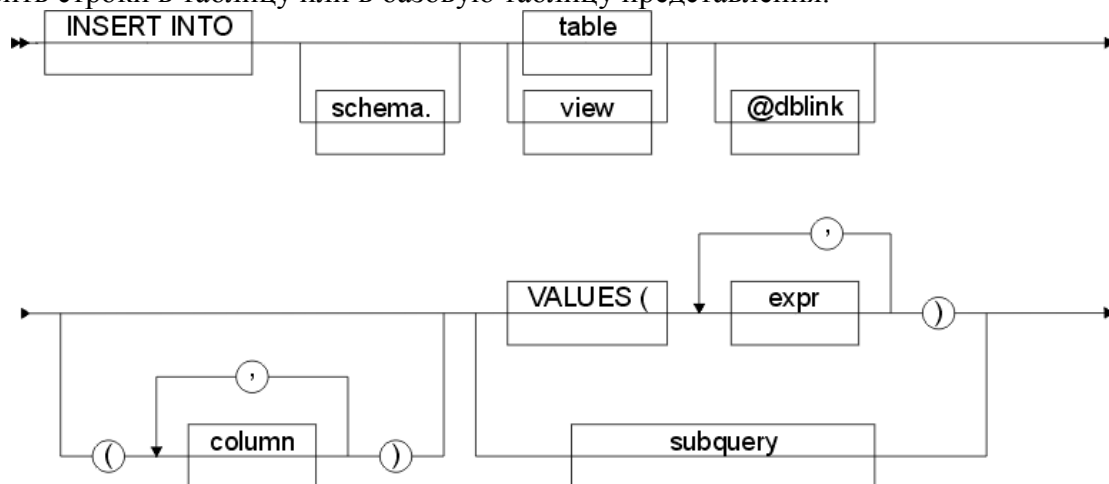 строки в таблицу или в базовую таблицу представления.
INSERT INTO table
schema. view @dblink
,
VALUES ( expr )
,
( column )
subquery